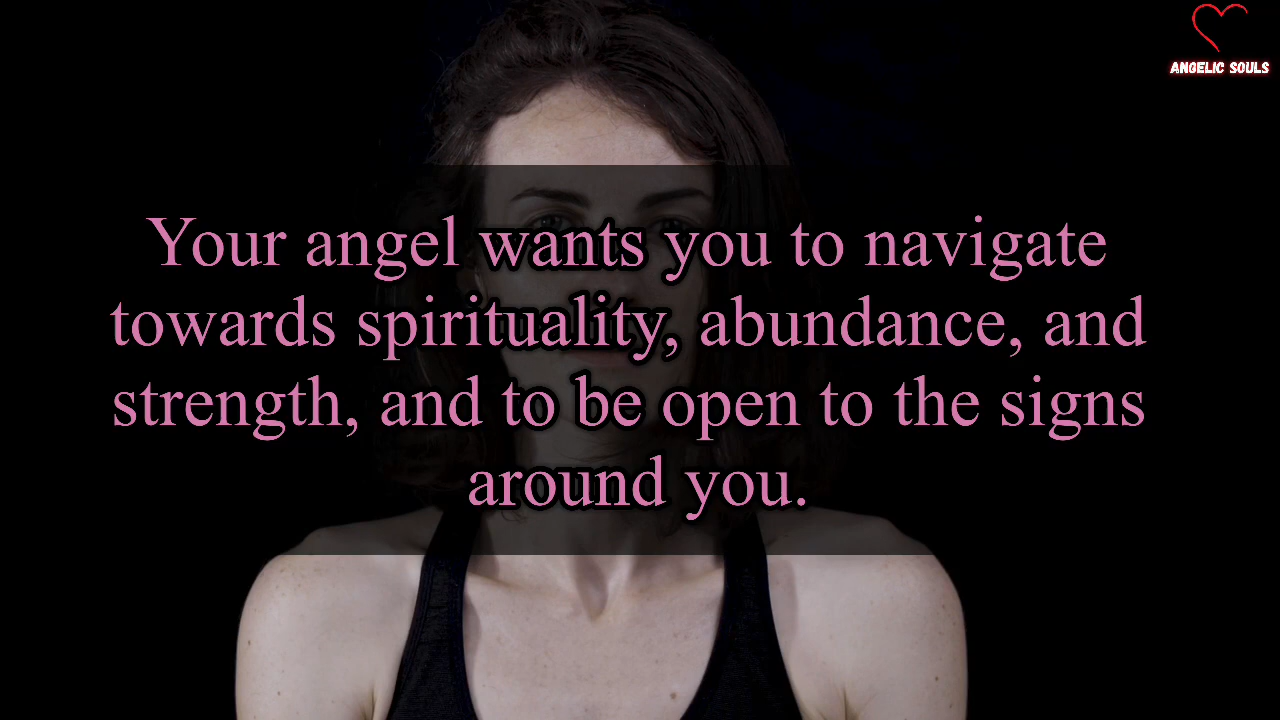 ANGELIC SOULS
Your angel wants you to navigate
towards spirituality, abundance, and
strength, and to be open to the signs
around you.